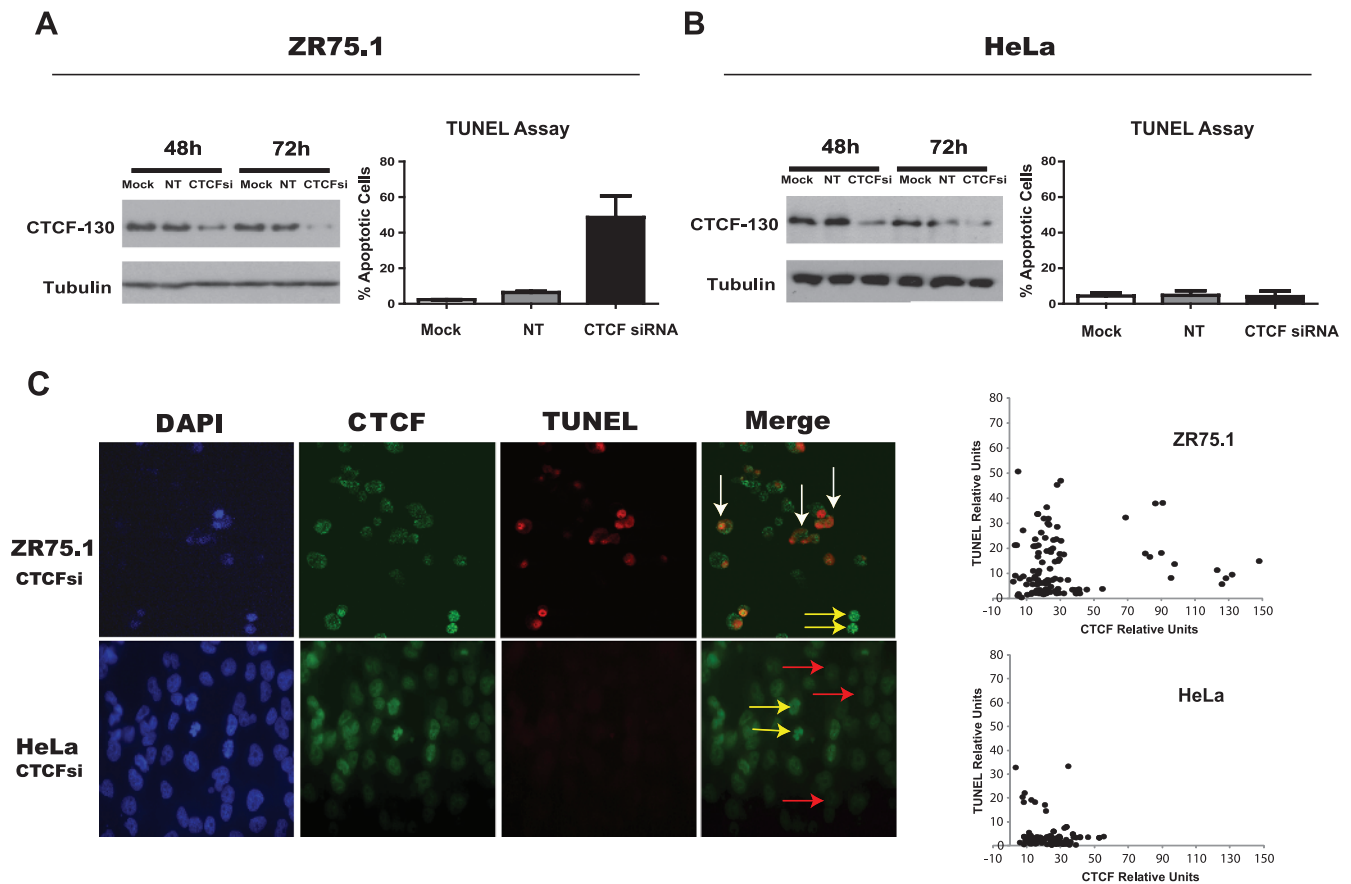 A
ZR75.1
48h 72h
Mock NT CTCFsi Mock NT CTCFsi
CTCF-130
Tubulin
TUNEL Assay
% Apoptotic Cells
80
60
40
20
0
Mock NT CTCF siRNA
B
HeLa
48h 72h
Mock NT CTCFsi Mock NT CTCFsi
CTCF-130
Tubulin
TUNEL Assay
% Apoptotic Cells
80
60
40
20
0
Mock NT CTCF siRNA
C
DAPI CTCF TUNEL Merge
ZR75.1
CTCFsi
HeLa
CTCFsi
ZR75.1
TUNEL Relative Units
80
70
60
50
40
30
20
10
0
-10 10 30 50 70 90 110 130 150
CTCF Relative Units
HeLa
TUNEL Relative Units
80
70
60
50
40
30
20
10
0
-10 10 30 50 70 90 110 130 150
CTCF Relative Units